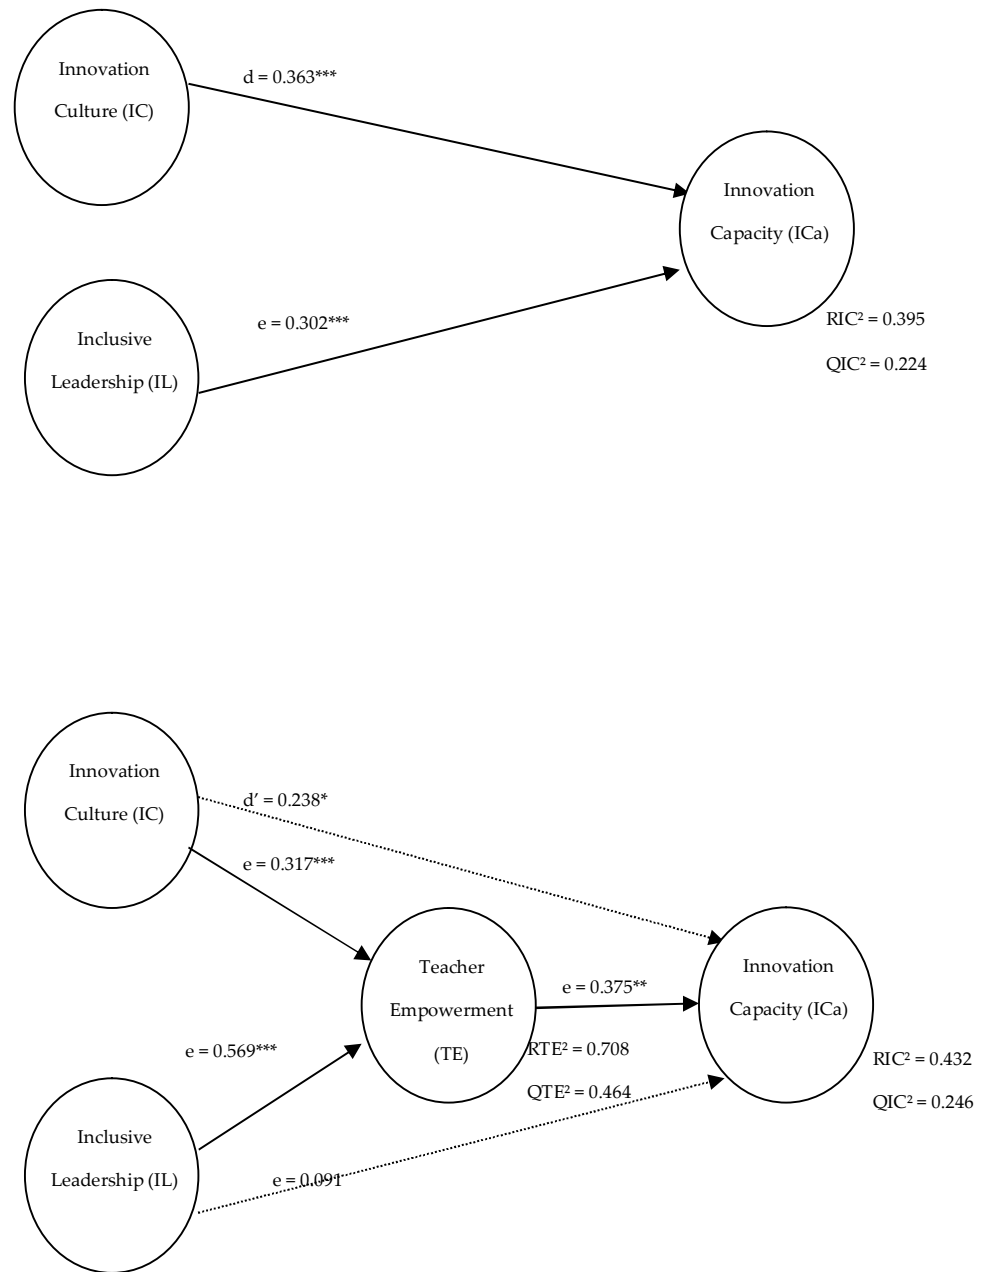 Innovation
Culture (IC)
d = 0.363***
Innovation
Capacity (ICa)
Inclusive
Leadership (IL)
e = 0.302***
RIC² = 0.395
QIC² = 0.224
Innovation
Culture (IC)
d′ = 0.238*
e = 0.317***
Teacher
Empowerment
(TE)
e = 0.375**
Innovation
Capacity (ICa)
e = 0.569***
RTE² = 0.708
QTE² = 0.464
RIC² = 0.432
QIC² = 0.246
Inclusive
Leadership (IL)
e = 0.091